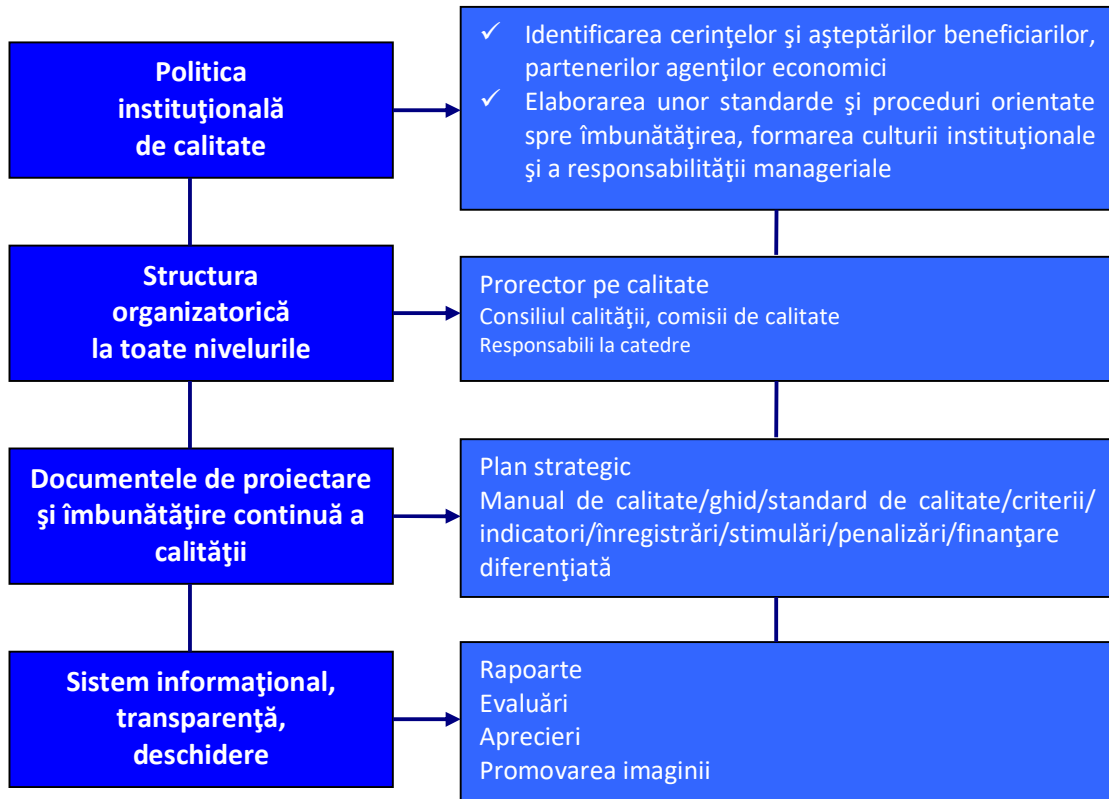 Politica
instituţională
de calitate
✓ Identificarea cerinţelor şi aşteptărilor beneficiarilor,
partenerilor agenţilor economici
✓ Elaborarea unor standarde şi proceduri orientate
spre îmbunătăţirea, formarea culturii instituţionale
şi a responsabilităţii manageriale
Structura
organizatorică
la toate nivelurile
Prorector pe calitate
Consiliul calităţii, comisii de calitate
Responsabili la catedre
Documentele de proiectare
şi îmbunătăţire continuă a
calităţii
Plan strategic
Manual de calitate/ghid/standard de calitate/criterii/
indicatori/înregistrări/stimulări/penalizări/finanţare
diferenţiată
Sistem informaţional,
transparenţă,
deschidere
Rapoarte
Evaluări
Aprecieri
Promovarea imaginii